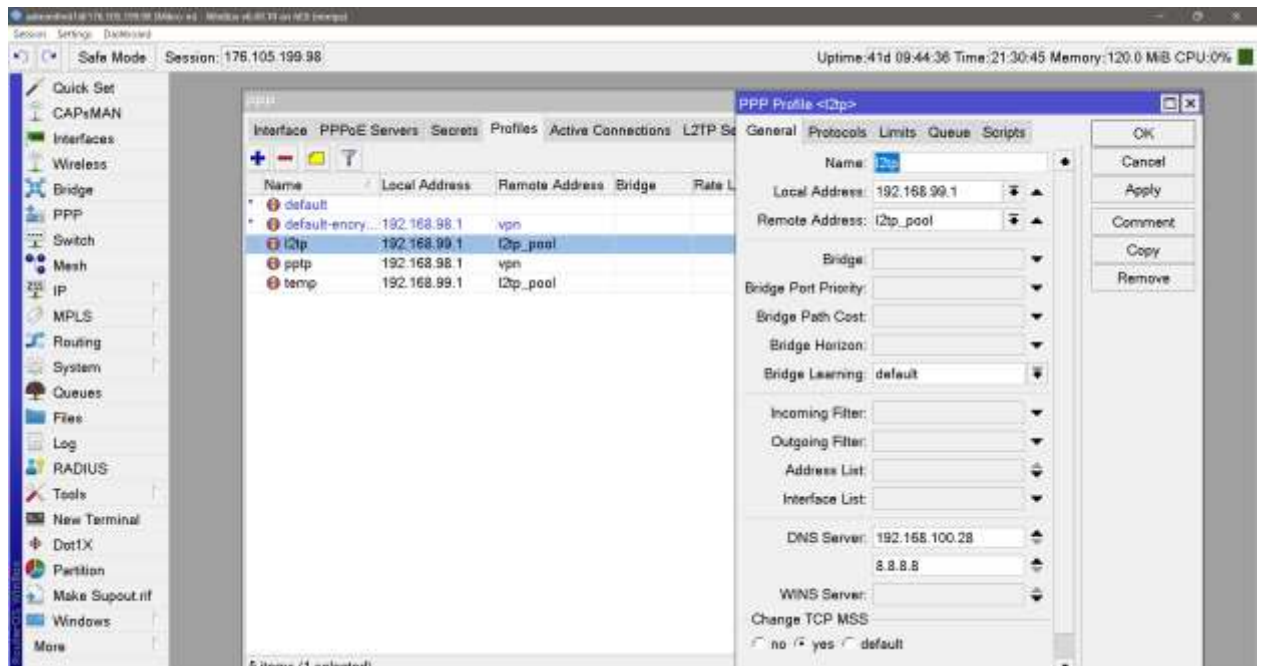 Session Settings Dashboard
Safe Mode Session: 176.105.199.98 Uptime:41d 09:44:36 Time:21:30:45 Memory:120.0 MiB CPU:0%
Quick Set
CAPsMAN
Interfaces
Wireless
Bridge
PPP
Switch
Mesh
IP
MPLS
Routing
System
Queues
Files
Log
RADIUS
Tools
New Terminal
Dot1X
Partition
Make Supout.rif
Windows
More
RouterOS WinBox
PPP
Interface PPPoE Servers Secrets Profiles Active Connections L2TP Se
Name Local Address Remote Address Bridge Rate L
* default
* default-encry... 192.168.98.1 vpn
l2tp 192.168.99.1 l2tp_pool
pptp 192.168.98.1 vpn
temp 192.168.99.1 l2tp_pool
5 items (1 selected)
PPP Profile <l2tp>
General Protocols Limits Queue Scripts
Name: l2tp
Local Address: 192.168.99.1
Remote Address: l2tp_pool
Bridge:
Bridge Port Priority:
Bridge Path Cost:
Bridge Horizon:
Bridge Learning: default
Incoming Filter:
Outgoing Filter:
Address List:
Interface List:
DNS Server: 192.168.100.28
8.8.8.8
WINS Server:
Change TCP MSS
no yes default
OK
Cancel
Apply
Comment
Copy
Remove